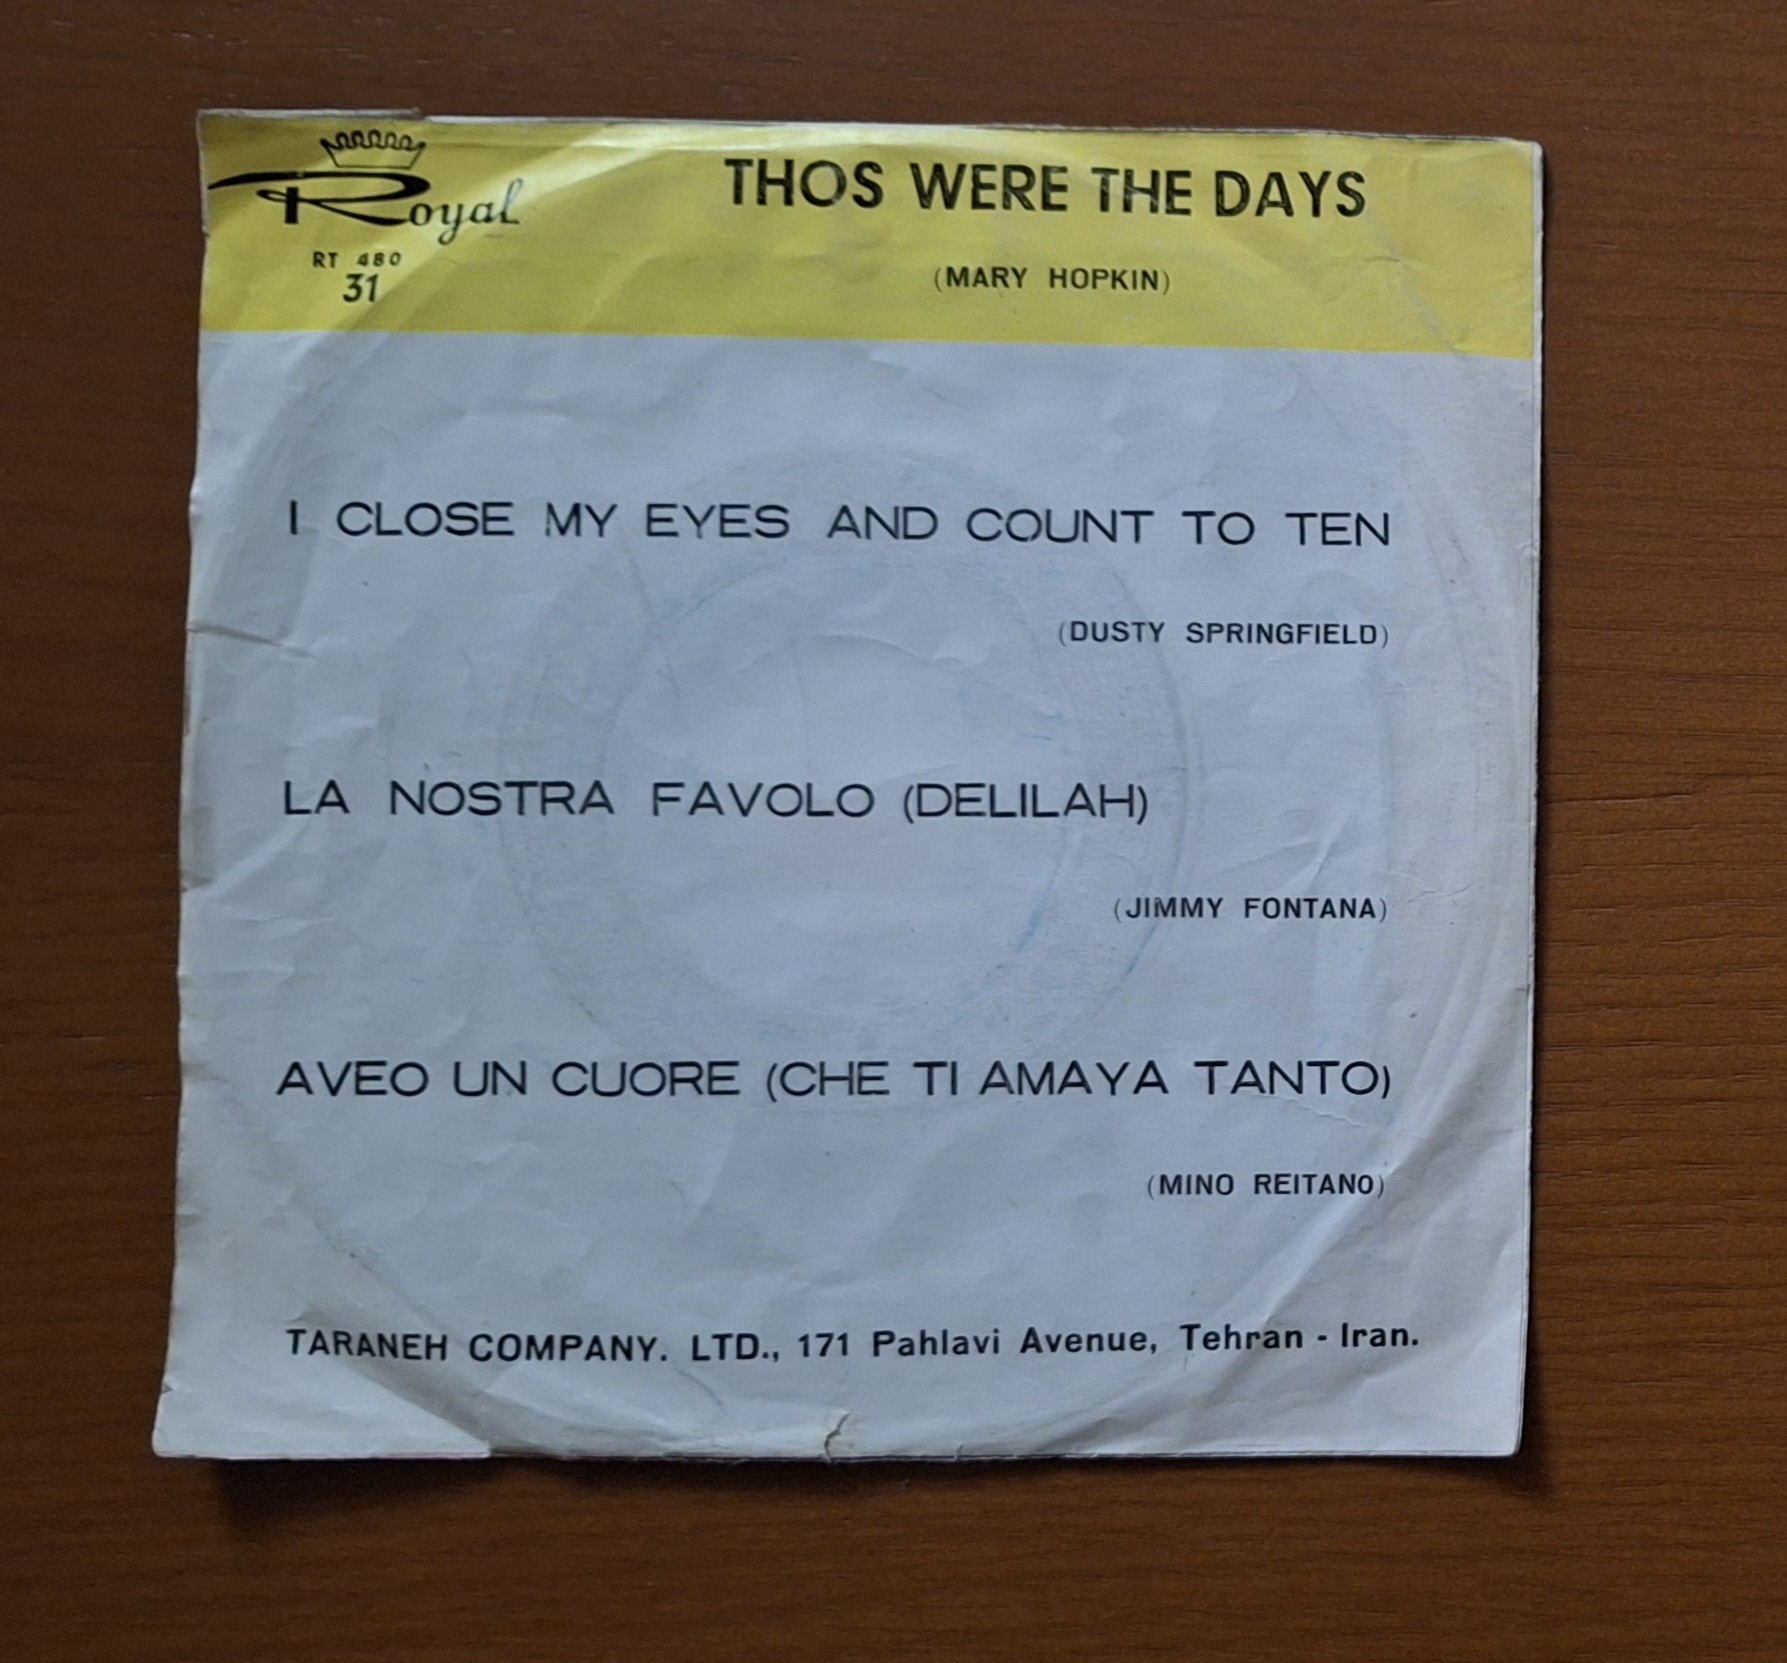 Royal
RT 480
31
THOS WERE THE DAYS
(MARY HOPKIN)
I CLOSE MY EYES AND COUNT TO TEN
(DUSTY SPRINGFIELD)
LA NOSTRA FAVOLO (DELILAH)
(JIMMY FONTANA)
AVEO UN CUORE (CHE TI AMAYA TANTO)
(MINO REITANO)
TARANEH COMPANY. LTD., 171 Pahlavi Avenue, Tehran - Iran.